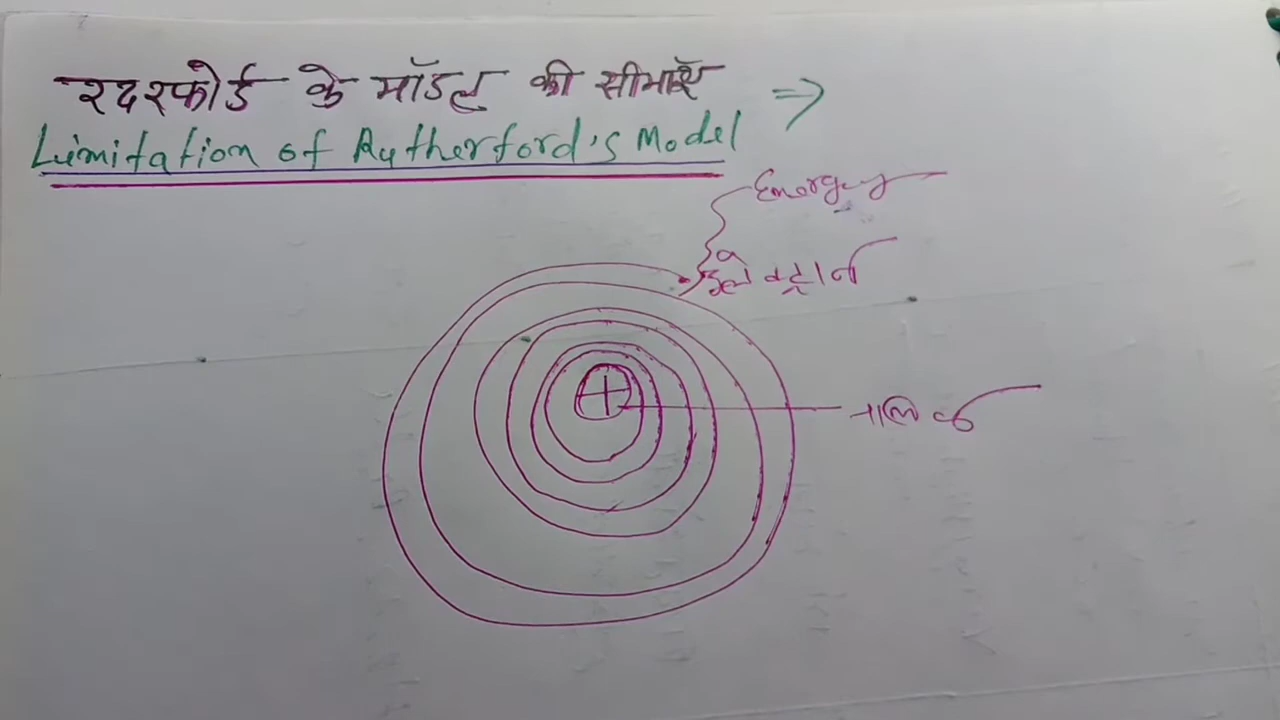 रदरफोर्ड के मॉडल की सीमाएँ ⇒
Limitation of Rutherford's Model
Energy
इलेक्ट्रान
नाभिक